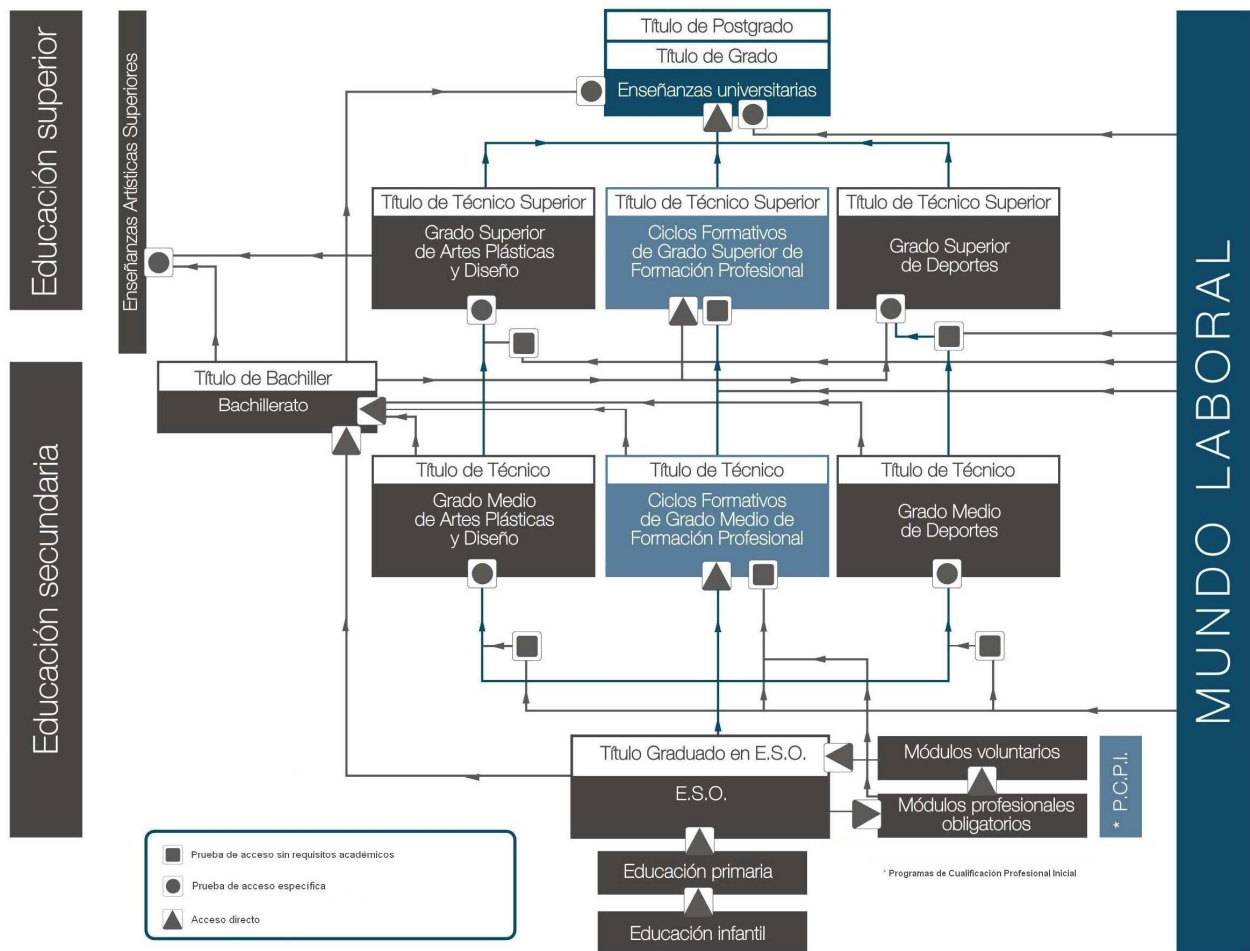 Educación superior
Enseñanzas Artísticas Superiores
Título de Postgrado
Título de Grado
Enseñanzas universitarias
Título de Técnico Superior
Grado Superior
de Artes Plásticas
y Diseño
Título de Técnico Superior
Ciclos Formativos
de Grado Superior de
Formación Profesional
Título de Técnico Superior
Grado Superior
de Deportes
MUNDO LABORAL
Educación secundaria
Título de Bachiller
Bachillerato
Título de Técnico
Grado Medio
de Artes Plásticas
y Diseño
Título de Técnico
Ciclos Formativos
de Grado Medio de
Formación Profesional
Título de Técnico
Grado Medio
de Deportes
Título Graduado en E.S.O.
E.S.O.
Módulos voluntarios
Módulos profesionales
obligatorios
* P.C.P.I.
Educación primaria
Educación infantil
Prueba de acceso sin requisitos académicos
Prueba de acceso específica
Acceso directo
* Programas de Cualificación Profesional Inicial